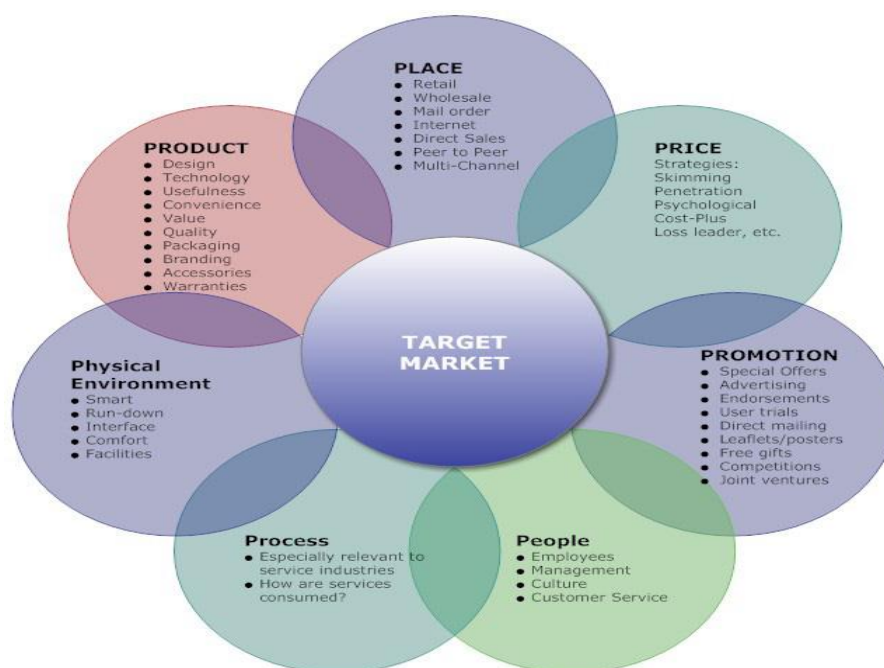 PLACE
● Retail
● Wholesale
● Mail order
● Internet
● Direct Sales
● Peer to Peer
● Multi-Channel
PRODUCT
● Design
● Technology
● Usefulness
● Convenience
● Value
● Quality
● Packaging
● Branding
● Accessories
● Warranties
PRICE
Strategies:
Skimming
Penetration
Psychological
Cost-Plus
Loss leader, etc.
TARGET
MARKET
Physical
Environment
● Smart
● Run-down
● Interface
● Comfort
● Facilities
PROMOTION
● Special Offers
● Advertising
● Endorsements
● User trials
● Direct mailing
● Leaflets/posters
● Free gifts
● Competitions
● Joint ventures
Process
● Especially relevant to
service industries
● How are services
consumed?
People
● Employees
● Management
● Culture
● Customer Service